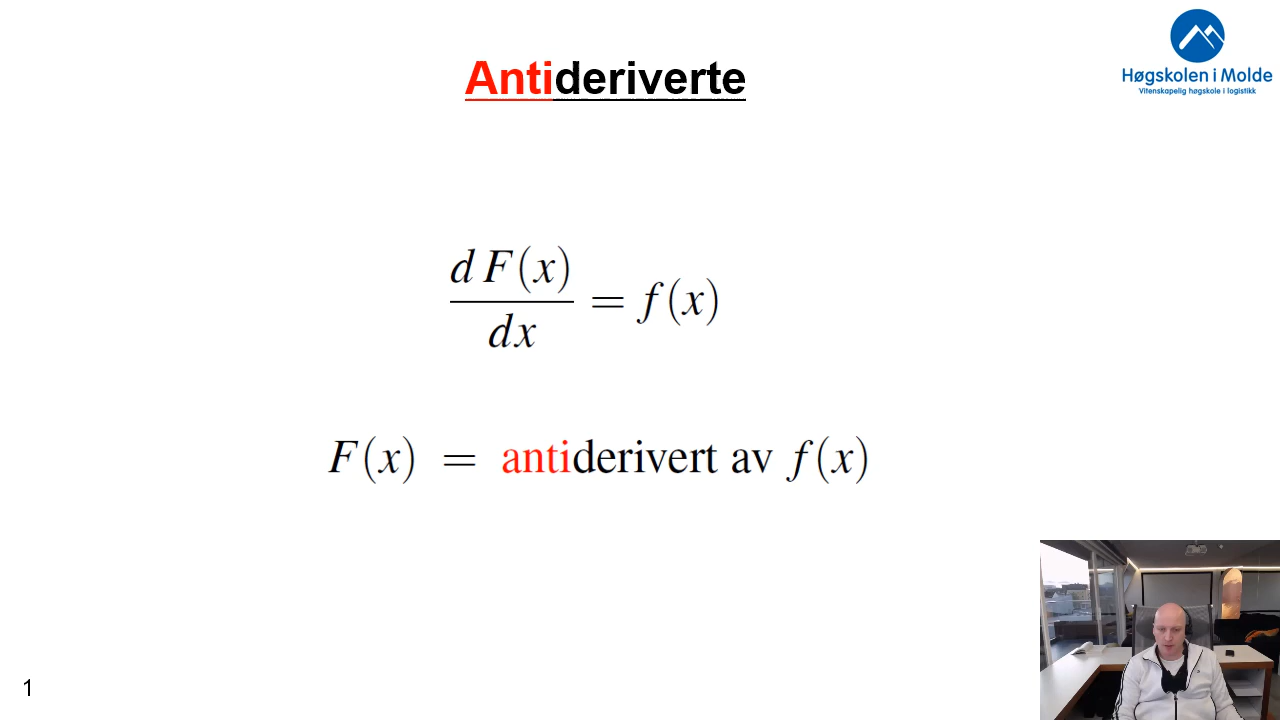 Antideriverte
Høgskolen i Molde
Vitenskapelig høgskole i logistikk
d F(x)
dx
= f(x)
F(x) = antiderivert av f(x)
1